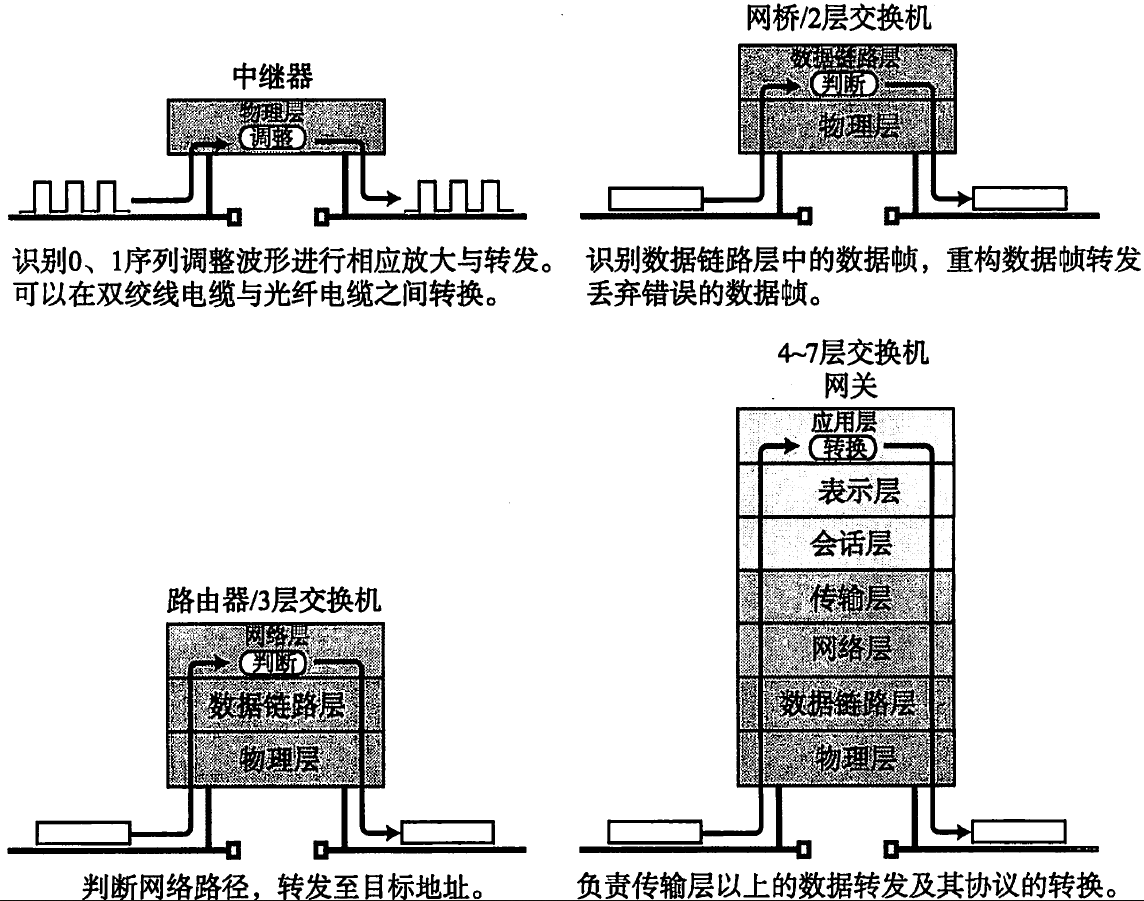 中继器
物理层
调整
识别0、1序列调整波形进行相应放大与转发。
可以在双绞线电缆与光纤电缆之间转换。
网桥/2层交换机
数据链路层
判断
物理层
识别数据链路层中的数据帧，重构数据帧转发
丢弃错误的数据帧。
路由器/3层交换机
网络层
判断
数据链路层
物理层
判断网络路径，转发至目标地址。
4~7层交换机
网关
应用层
转换
表示层
会话层
传输层
网络层
数据链路层
物理层
负责传输层以上的数据转发及其协议的转换。